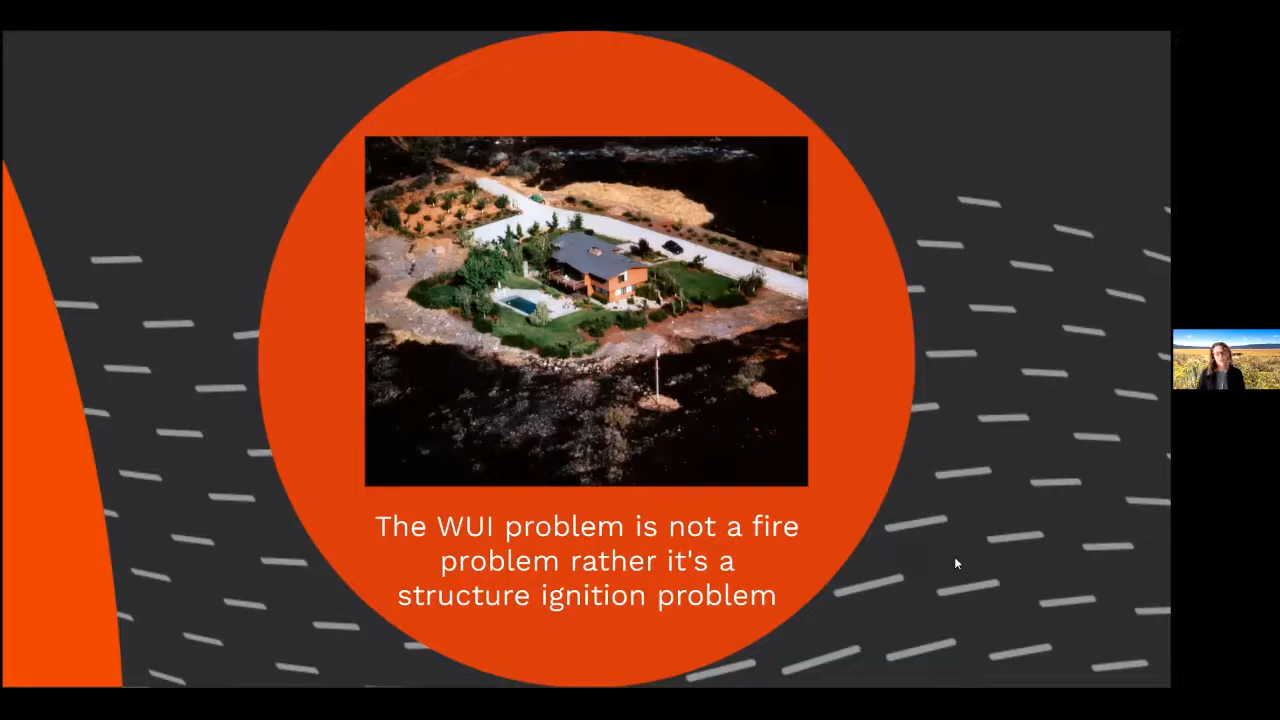 The WUI problem is not a fire
problem rather it's a
structure ignition problem